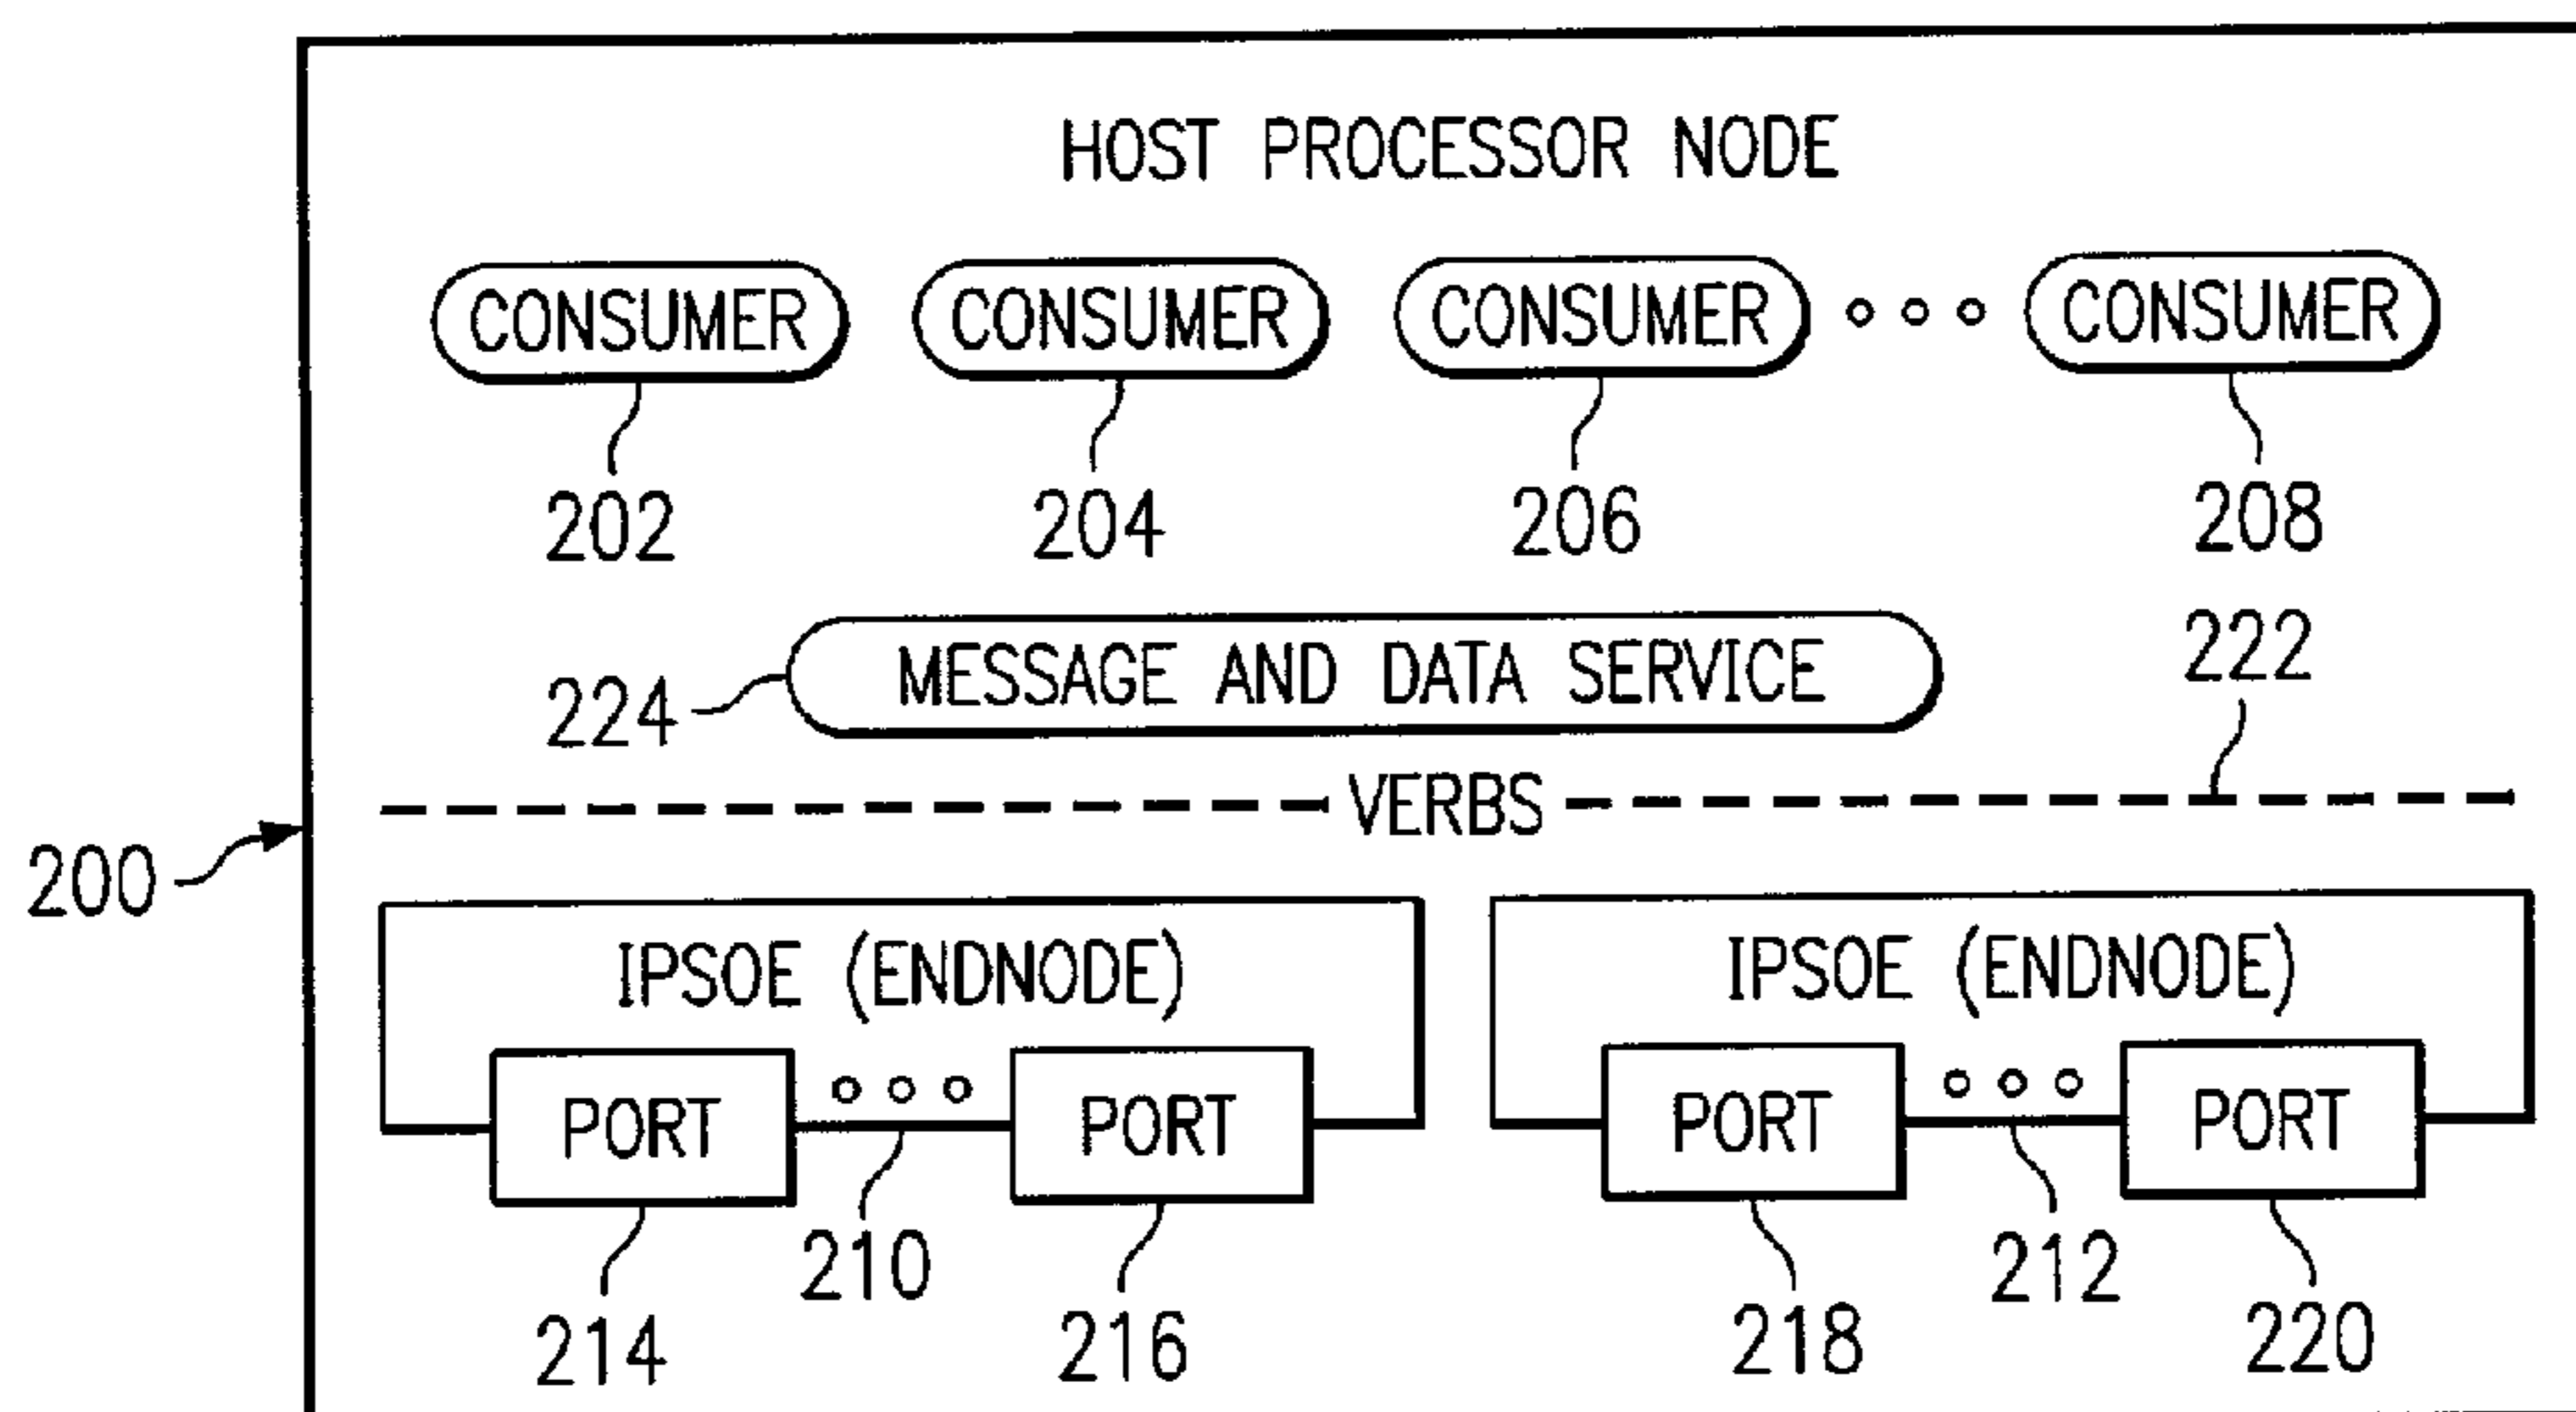 HOST PROCESSOR NODE
CONSUMER CONSUMER CONSUMER CONSUMER
202 204 206 208
222
224 MESSAGE AND DATA SERVICE
VERBS
200
IPSOE (ENDNODE) IPSOE (ENDNODE)
PORT PORT PORT PORT
210 212
214 216 218 220